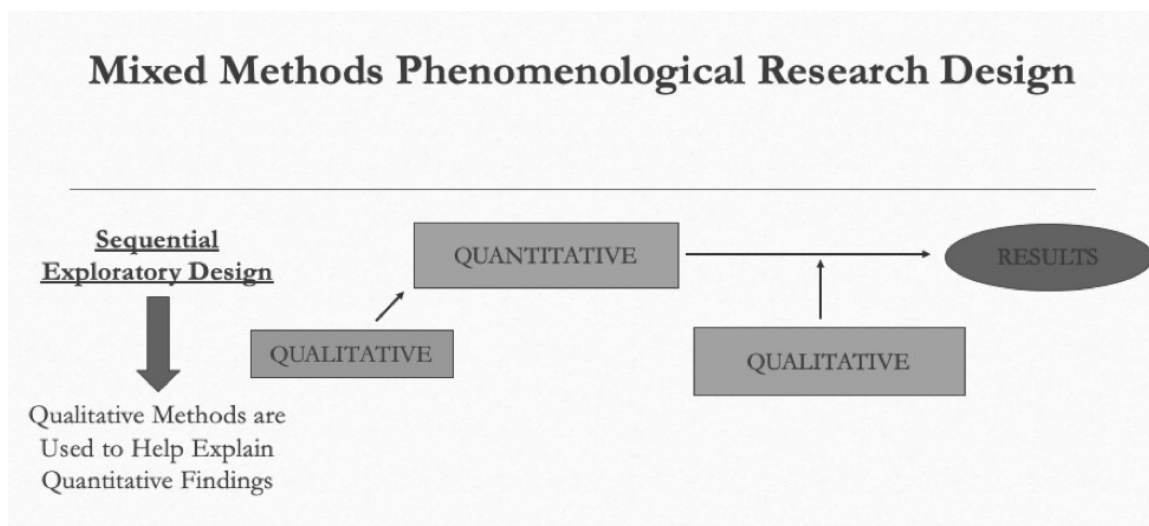 Mixed Methods Phenomenological Research Design
Sequential
Exploratory Design
Qualitative Methods are
Used to Help Explain
Quantitative Findings
QUALITATIVE
QUANTITATIVE
QUALITATIVE
RESULTS